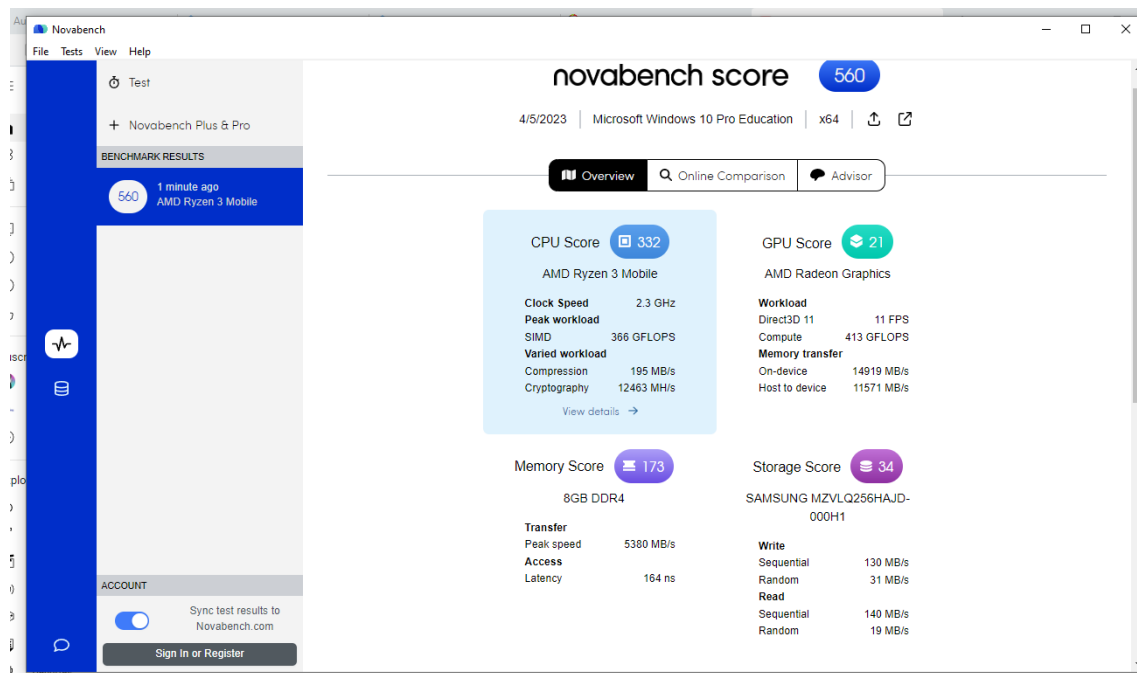 Au
Novabench
File Tests View Help
Test
+ Novabench Plus & Pro
BENCHMARK RESULTS
560
1 minute ago
AMD Ryzen 3 Mobile
novabench score 560
4/5/2023 Microsoft Windows 10 Pro Education x64
Overview Online Comparison Advisor
CPU Score 332
AMD Ryzen 3 Mobile
Clock Speed 2.3 GHz
Peak workload
SIMD 366 GFLOPS
Varied workload
Compression 195 MB/s
Cryptography 12463 MH/s
View details →
GPU Score 21
AMD Radeon Graphics
Workload
Direct3D 11 11 FPS
Compute 413 GFLOPS
Memory transfer
On-device 14919 MB/s
Host to device 11571 MB/s
Memory Score 173
8GB DDR4
Transfer
Peak speed 5380 MB/s
Access
Latency 164 ns
Storage Score 34
SAMSUNG MZVLQ256HAJD-
000H1
Write
Sequential 130 MB/s
Random 31 MB/s
Read
Sequential 140 MB/s
Random 19 MB/s
ACCOUNT
Sync test results to
Novabench.com
Sign In or Register